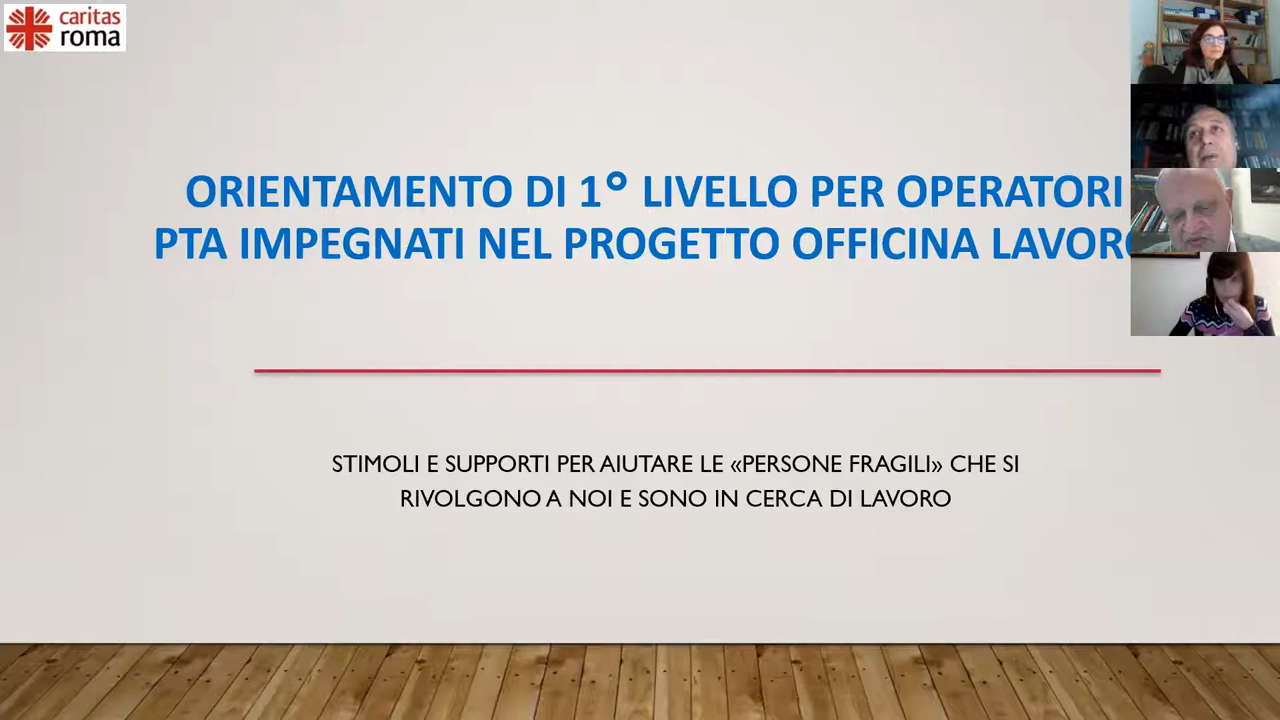 caritas
roma
ORIENTAMENTO DI 1° LIVELLO PER OPERATORI
PTA IMPEGNATI NEL PROGETTO OFFICINA LAVORO
STIMOLI E SUPPORTI PER AIUTARE LE «PERSONE FRAGILI» CHE SI
RIVOLGONO A NOI E SONO IN CERCA DI LAVORO